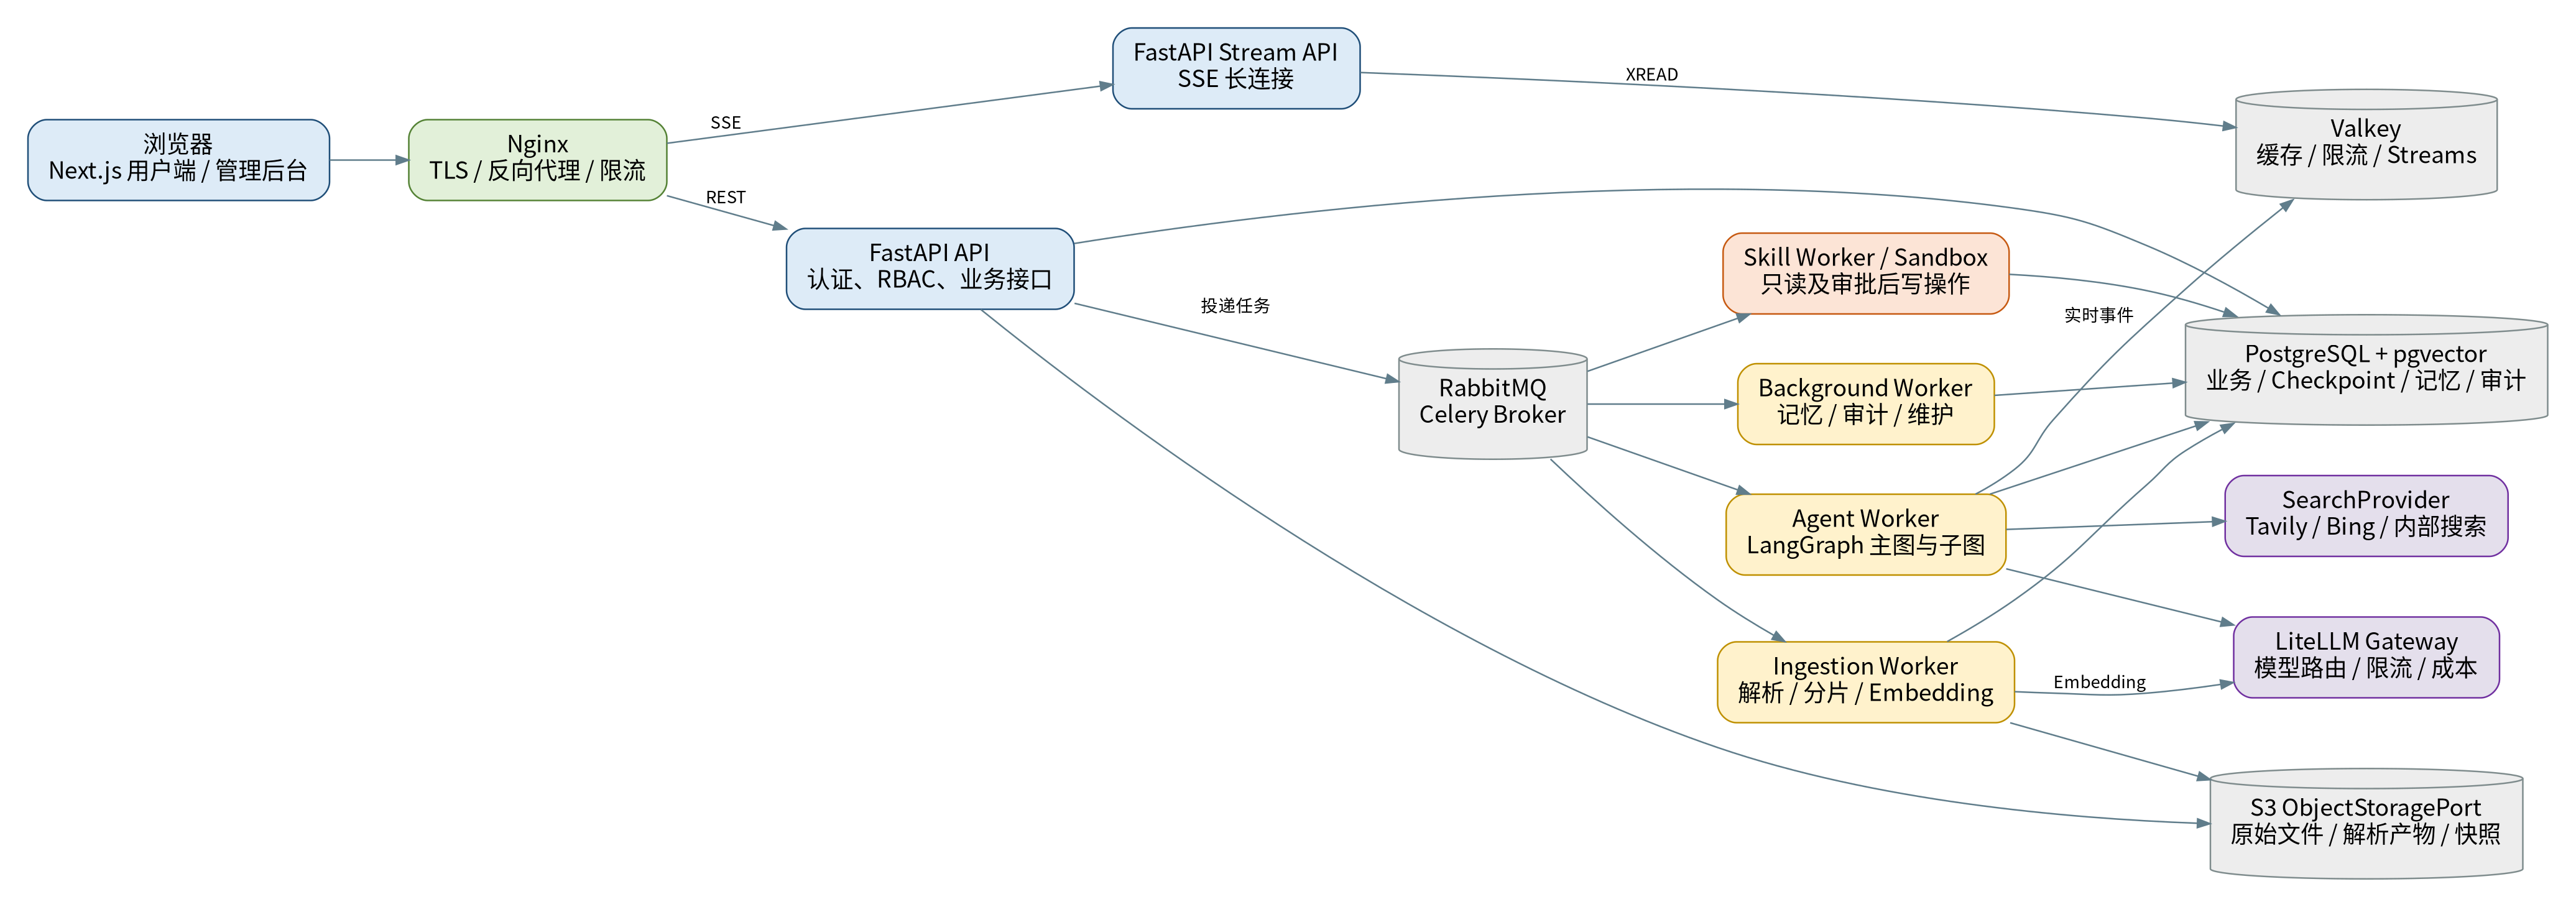 浏览器
Next.js 用户端 / 管理后台
Nginx
TLS / 反向代理 / 限流
SSE
REST
FastAPI Stream API
SSE 长连接
FastAPI API
认证、RBAC、业务接口
XREAD
投递任务
RabbitMQ
Celery Broker
Skill Worker / Sandbox
只读及审批后写操作
Background Worker
记忆 / 审计 / 维护
Agent Worker
LangGraph 主图与子图
Ingestion Worker
解析 / 分片 / Embedding
实时事件
Embedding
Valkey
缓存 / 限流 / Streams
PostgreSQL + pgvector
业务 / Checkpoint / 记忆 / 审计
SearchProvider
Tavily / Bing / 内部搜索
LiteLLM Gateway
模型路由 / 限流 / 成本
S3 ObjectStoragePort
原始文件 / 解析产物 / 快照